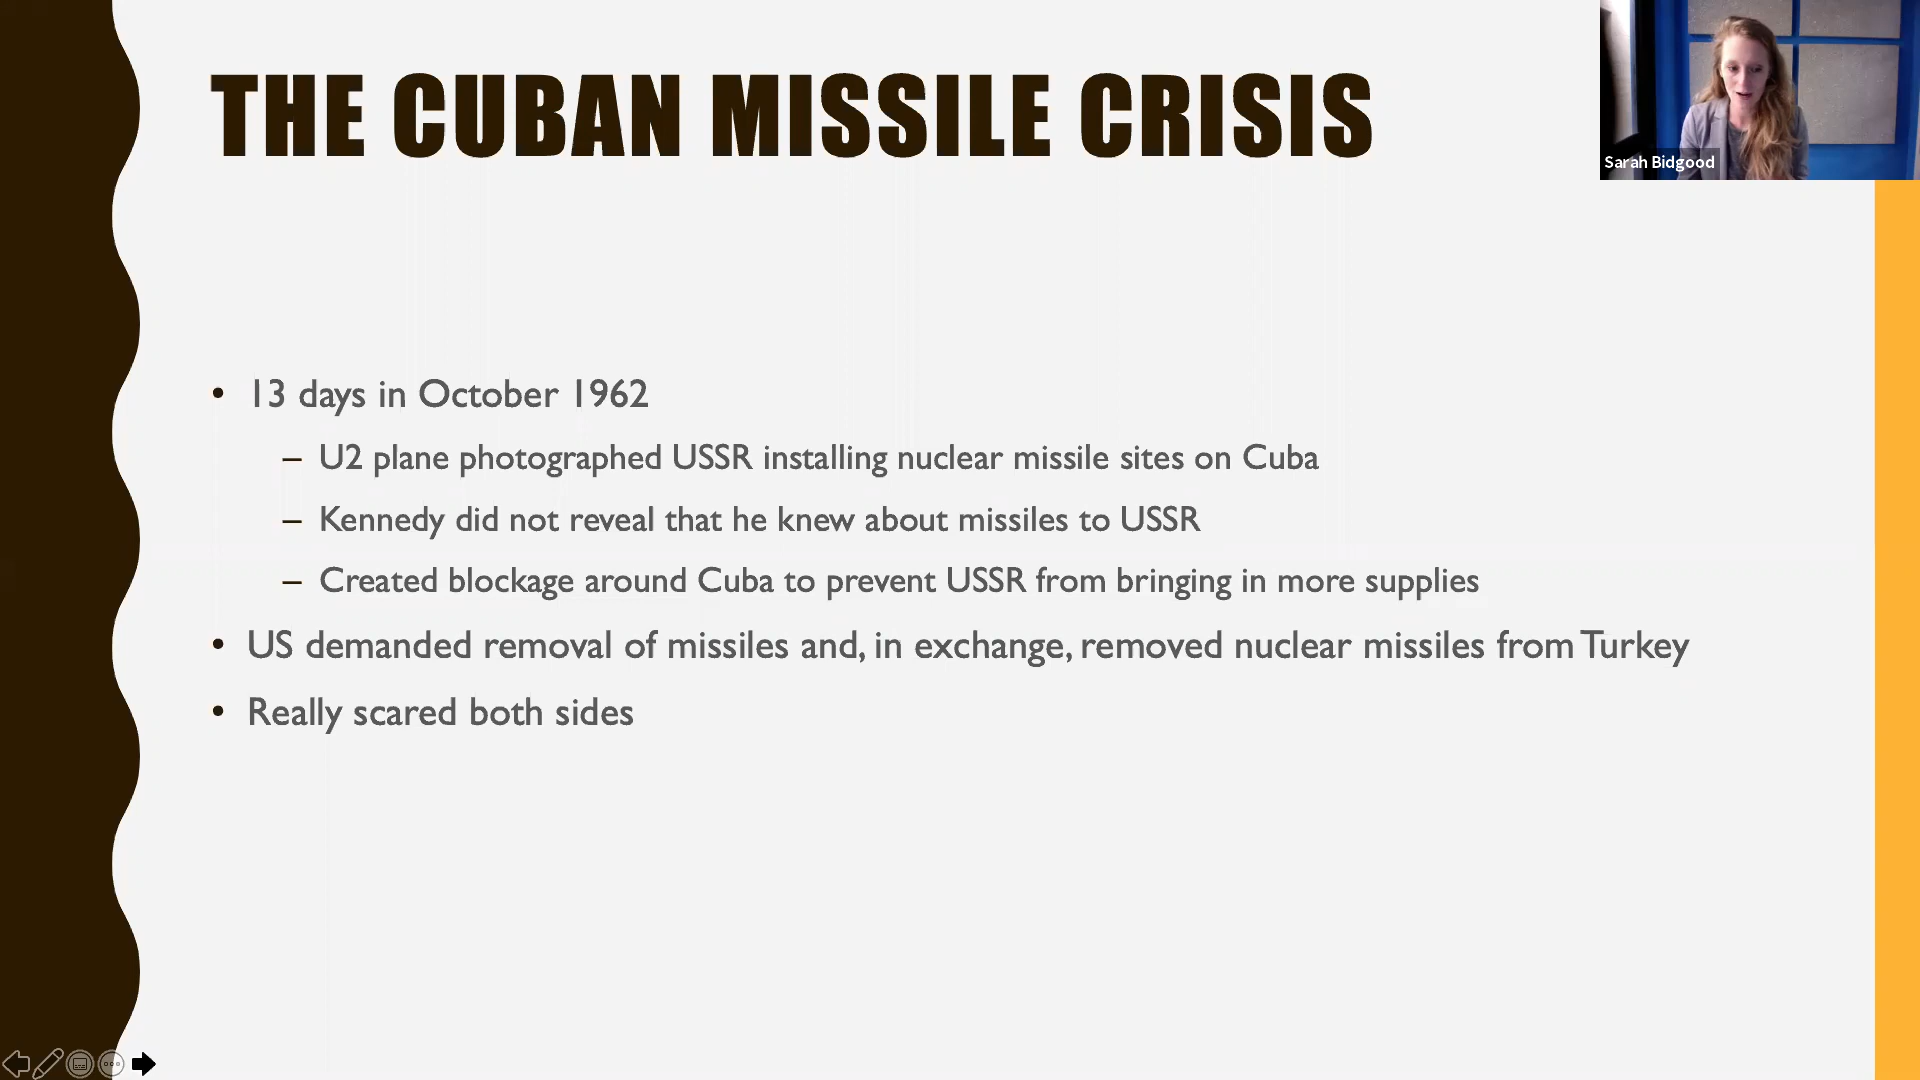 THE CUBAN MISSILE CRISIS
Sarah Bidgood
• 13 days in October 1962
– U2 plane photographed USSR installing nuclear missile sites on Cuba
– Kennedy did not reveal that he knew about missiles to USSR
– Created blockage around Cuba to prevent USSR from bringing in more supplies
• US demanded removal of missiles and, in exchange, removed nuclear missiles from Turkey
• Really scared both sides